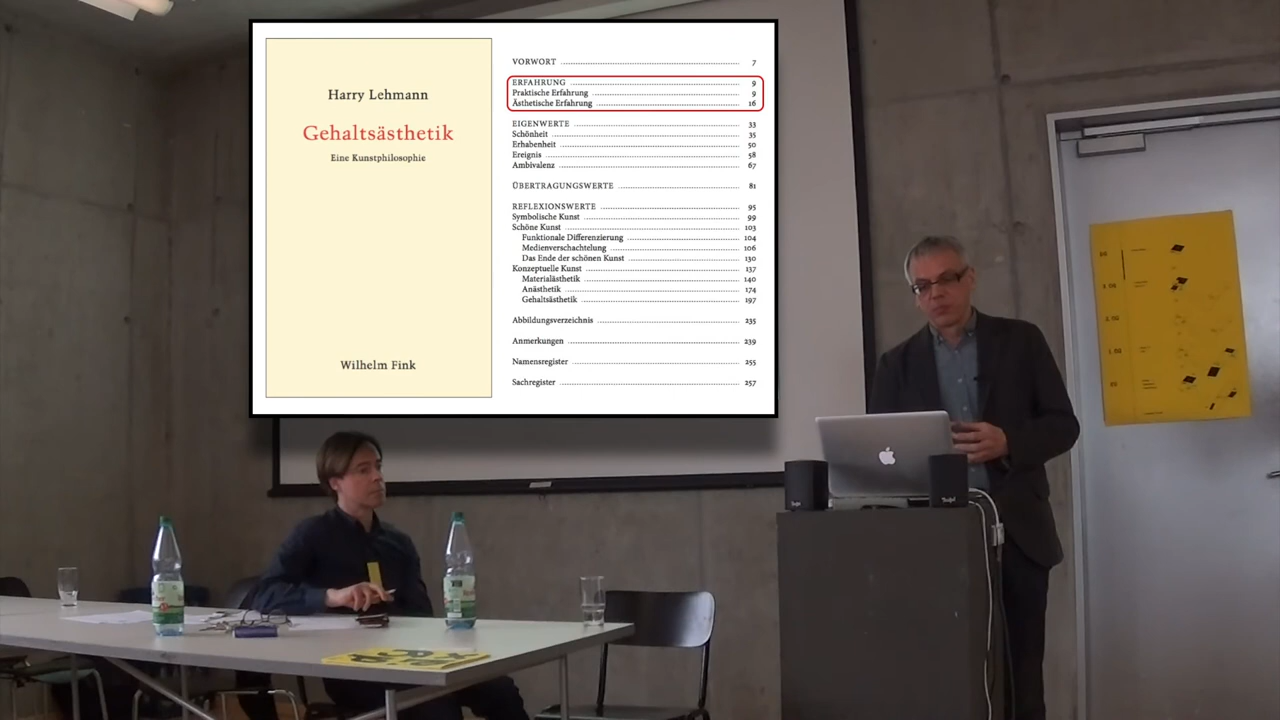 Harry Lehmann
Gehaltsästhetik
Eine Kunstphilosophie
Wilhelm Fink
VORWORT 7
ERFAHRUNG 9
Praktische Erfahrung 9
Ästhetische Erfahrung 16
EIGENWERTE 33
Schönheit 35
Erhabenheit 50
Ereignis 58
Ambivalenz 67
ÜBERTRAGUNGSWERTE 81
REFLEXIONSWERTE 95
Symbolische Kunst 99
Schöne Kunst 103
Funktionale Differenzierung 104
Medienverschachtelung 106
Das Ende der schönen Kunst 130
Konzeptuelle Kunst 137
Materialästhetik 140
Anästhetik 174
Gehaltsästhetik 197
Abbildungsverzeichnis 235
Anmerkungen 239
Namensregister 255
Sachregister 257
Teufel